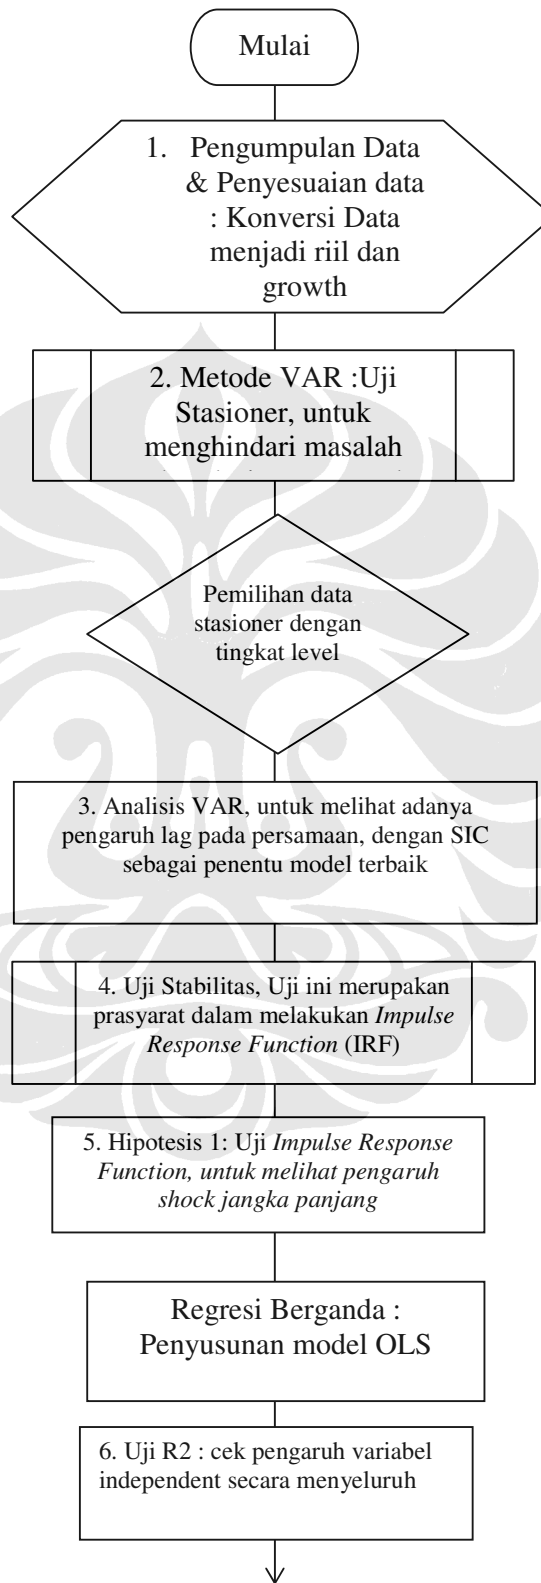 Mulai
1. Pengumpulan Data
& Penyesuaian data
: Konversi Data
menjadi riil dan
growth
2. Metode VAR :Uji
Stasioner, untuk
menghindari masalah
Pemilihan data
stasioner dengan
tingkat level
3. Analisis VAR, untuk melihat adanya
pengaruh lag pada persamaan, dengan SIC
sebagai penentu model terbaik
4. Uji Stabilitas, Uji ini merupakan
prasyarat dalam melakukan Impulse
Response Function (IRF)
5. Hipotesis 1: Uji Impulse Response
Function, untuk melihat pengaruh
shock jangka panjang
Regresi Berganda :
Penyusunan model OLS
6. Uji R2 : cek pengaruh variabel
independent secara menyeluruh